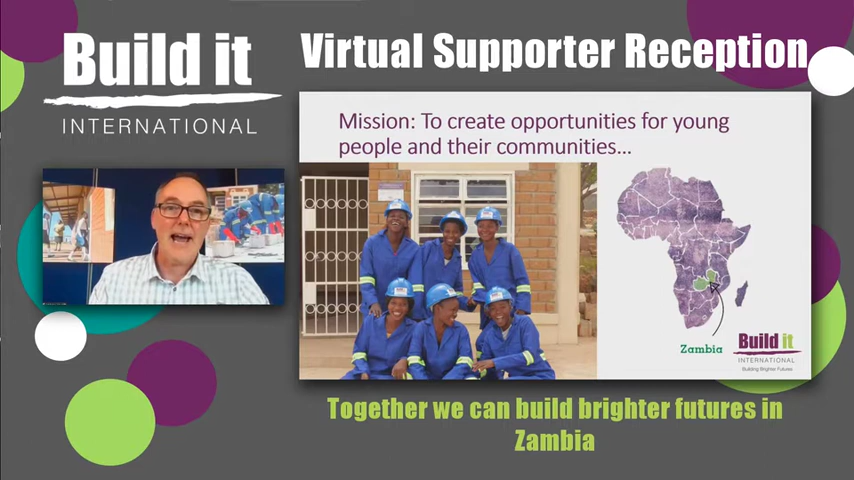 Build it
INTERNATIONAL
Virtual Supporter Reception
Mission: To create opportunities for young
people and their communities...
Zambia
Build it
INTERNATIONAL
Building Brighter Futures
Together we can build brighter futures in
Zambia